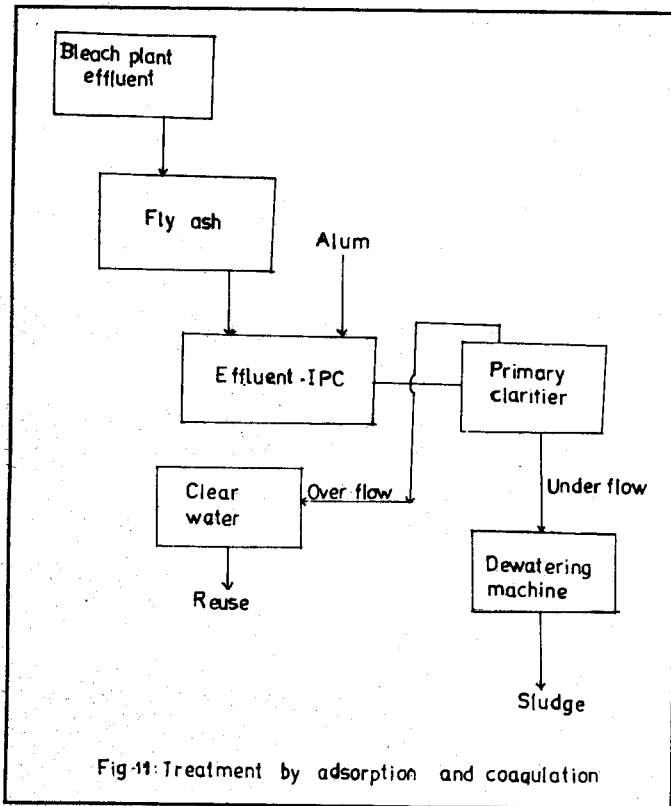 Bleach plant
effluent
Fly ash
Alum
Effluent-IPC
Primary
claritier
Clear
water
Over flow
Under flow
Reuse
Dewatering
machine
Sludge
Fig-11: Treatment by adsorption and coagulation